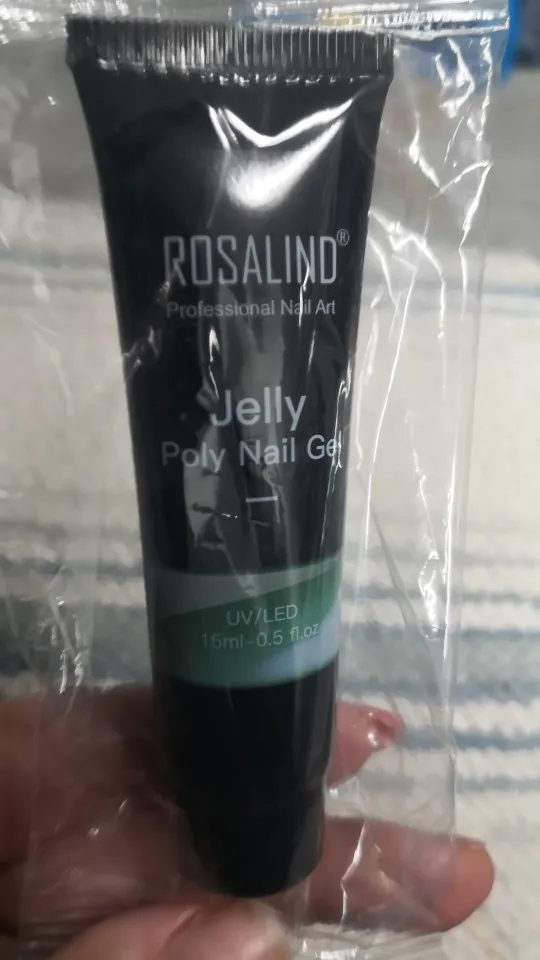 ROSALIND®
Professional Nail Art
Jelly
Poly Nail Gel
UV/LED
15ml-0.5 fl.oz